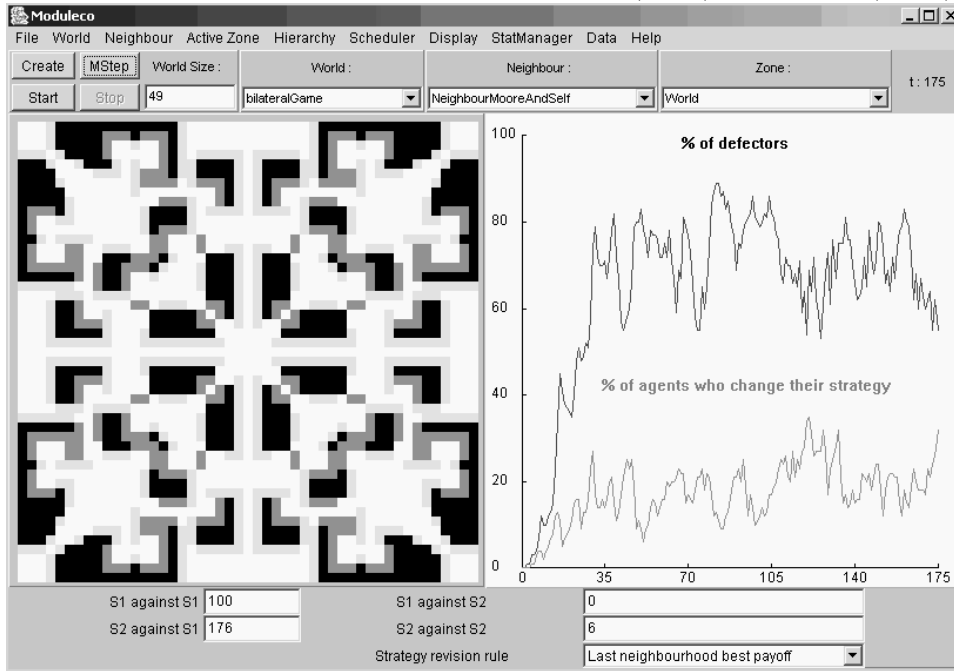 Moduleco
File World Neighbour Active Zone Hierarchy Scheduler Display StatManager Data Help
Create MStep World Size : World : Neighbour : Zone : t : 175
Start Stop 49 bilateralGame NeighbourMooreAndSelf World
100
% of defectors
80
60
% of agents who change their strategy
40
20
0
0 35 70 105 140 175
S1 against S1 100 S1 against S2 0
S2 against S1 176 S2 against S2 6
Strategy revision rule Last neighbourhood best payoff